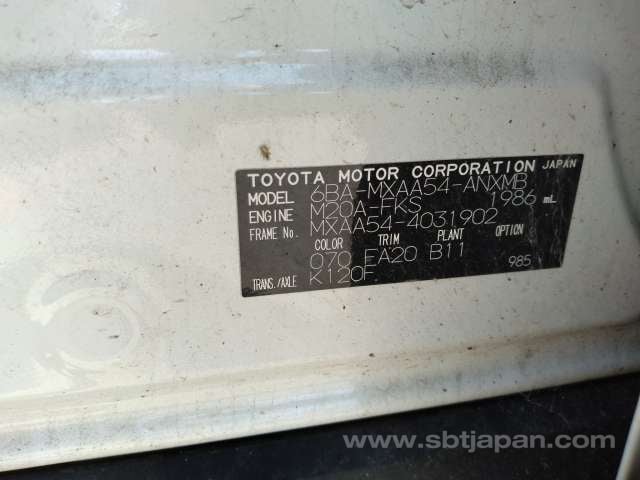 TOYOTA MOTOR CORPORATION JAPAN
MODEL 6BA-MXAA54-ANXMB
ENGINE M20A-FKS 1986 mL
FRAME No. MXAA54-4031902
COLOR TRIM PLANT OPTION
070 EA20 B11
TRANS./AXLE K120F 985
www.sbtjapan.com